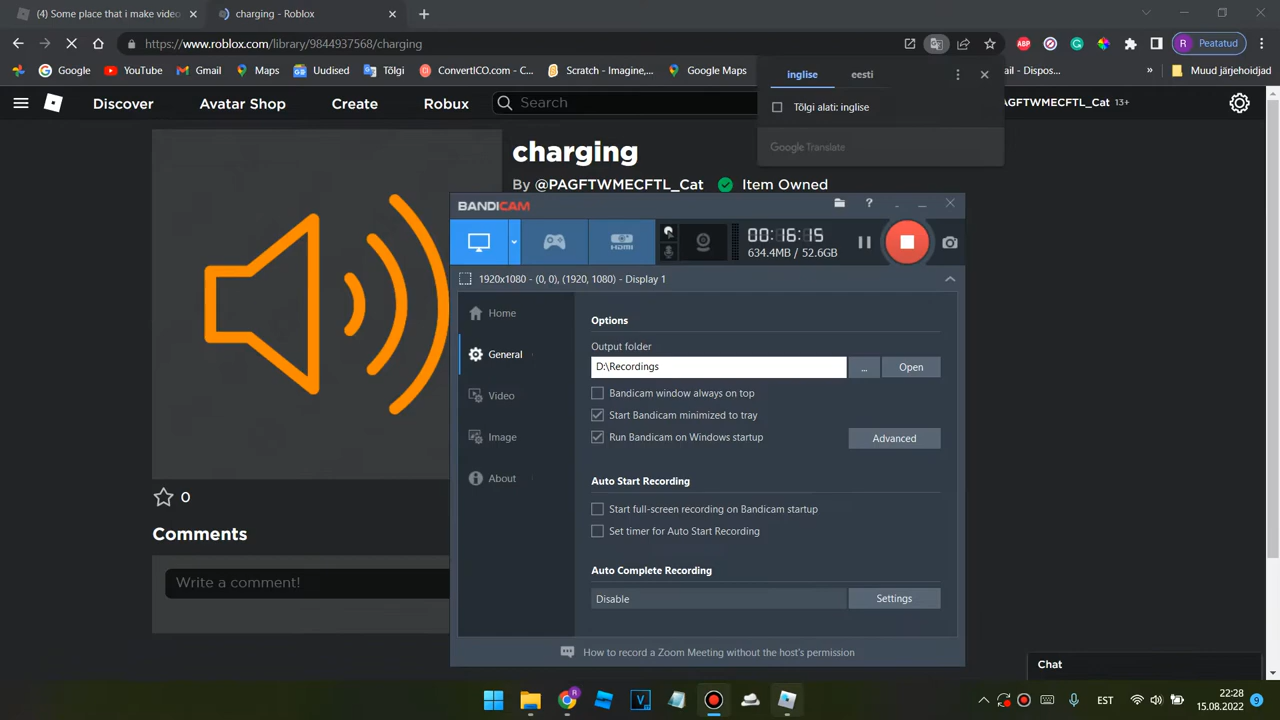 (4) Some place that i make video
charging - Roblox
https://www.roblox.com/library/9844937568/charging
Peatatud
Google
YouTube
Gmail
Maps
Uudised
Tõlgi
ConvertICO.com - C...
Scratch - Imagine,...
Google Maps
ail - Dispos...
»
Muud järjehoidjad
inglise
eesti
Tõlgi alati: inglise
Google Translate
Discover
Avatar Shop
Create
Robux
Search
PAGFTWMECFTL_Cat
13+
charging
By @PAGFTWMECFTL_Cat
Item Owned
0
Comments
Write a comment!
BANDICAM
HDMI
00:16:15
634.4MB / 52.6GB
1920x1080 - (0, 0), (1920, 1080) - Display 1
Home
General
Video
Image
About
Options
Output folder
D:\Recordings
...
Open
Bandicam window always on top
Start Bandicam minimized to tray
Run Bandicam on Windows startup
Advanced
Auto Start Recording
Start full-screen recording on Bandicam startup
Set timer for Auto Start Recording
Auto Complete Recording
Disable
Settings
How to record a Zoom Meeting without the host's permission
Chat
EST
22:28
15.08.2022
9